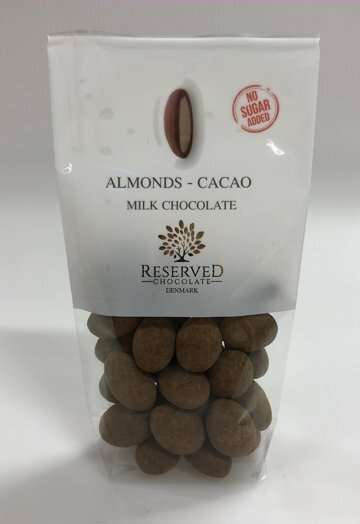 NO
SUGAR
ADDED
ALMONDS - CACAO
MILK CHOCOLATE
RESERVED
CHOCOLATE
DENMARK